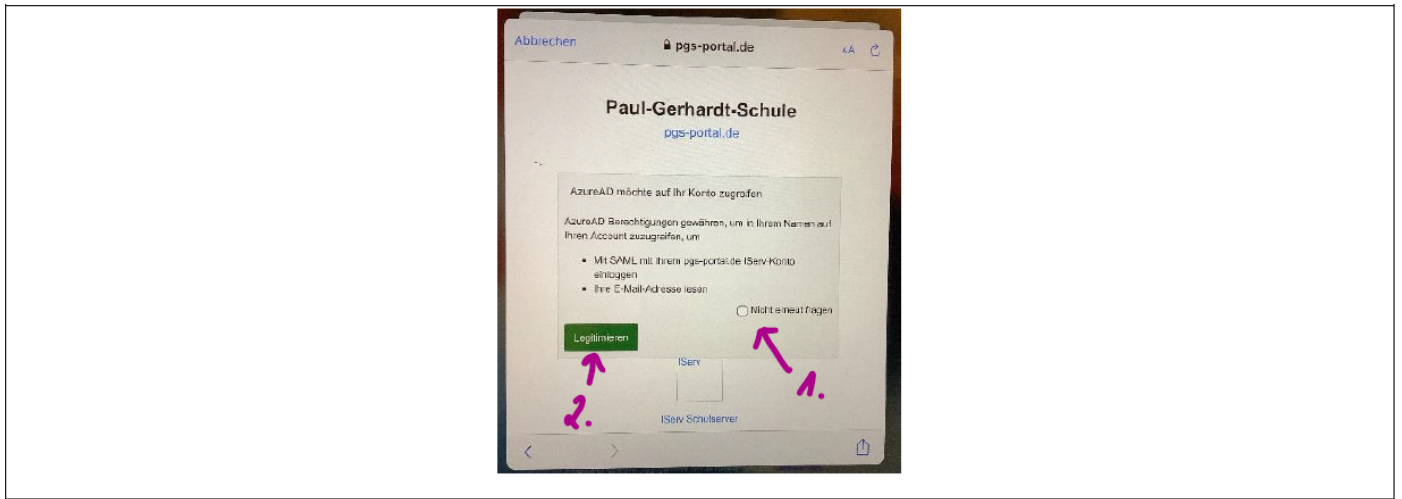 Abbrechen pgs-portal.de AA
Paul-Gerhardt-Schule
pgs-portal.de
AzureAD möchte auf Ihr Konto zugreifen
AzureAD Berechtigungen gewähren, um in Ihrem Namen auf
Ihren Account zuzugreifen, um
• Mit SAML mit Ihrem pgs-portal.de IServ-Konto
einloggen
• Ihre E-Mail-Adresse lesen
Nicht erneut fragen
Legitimieren
IServ
1.
2.
IServ Schulserver